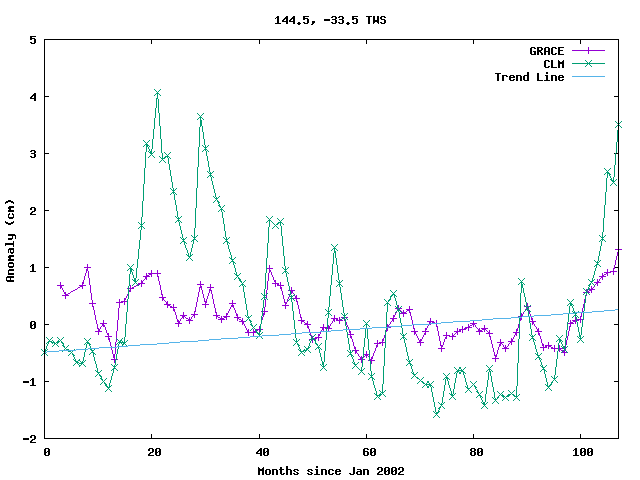 144.5, -33.5 TWS
GRACE
CLM
Trend Line
5
4
3
2
1
0
-1
-2
Anomaly (cm)
0 20 40 60 80 100
Months since Jan 2002